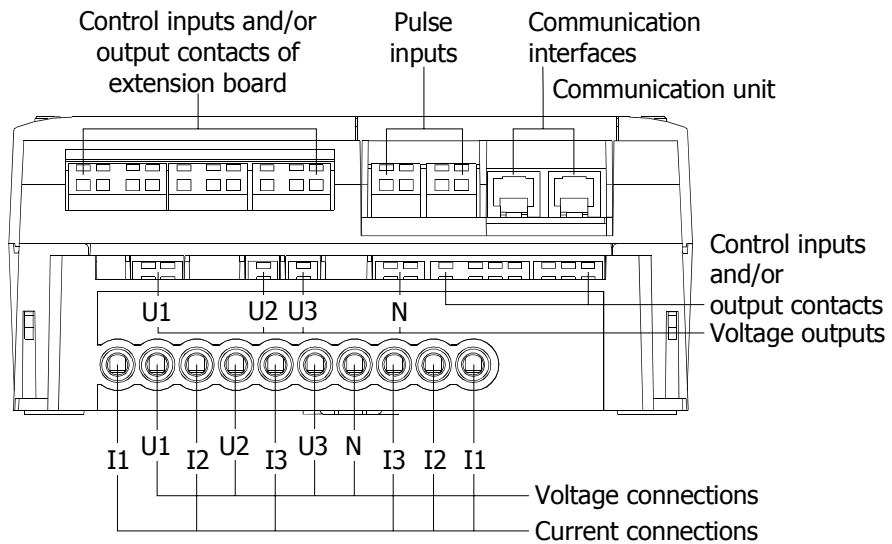 Control inputs and/or
output contacts of
extension board
Pulse
inputs
Communication
interfaces
Communication unit
Control inputs
and/or
output contacts
Voltage outputs
U1 U2 U3 N
I1 U1 I2 U2 I3 U3 N I3 I2 I1
Voltage connections
Current connections